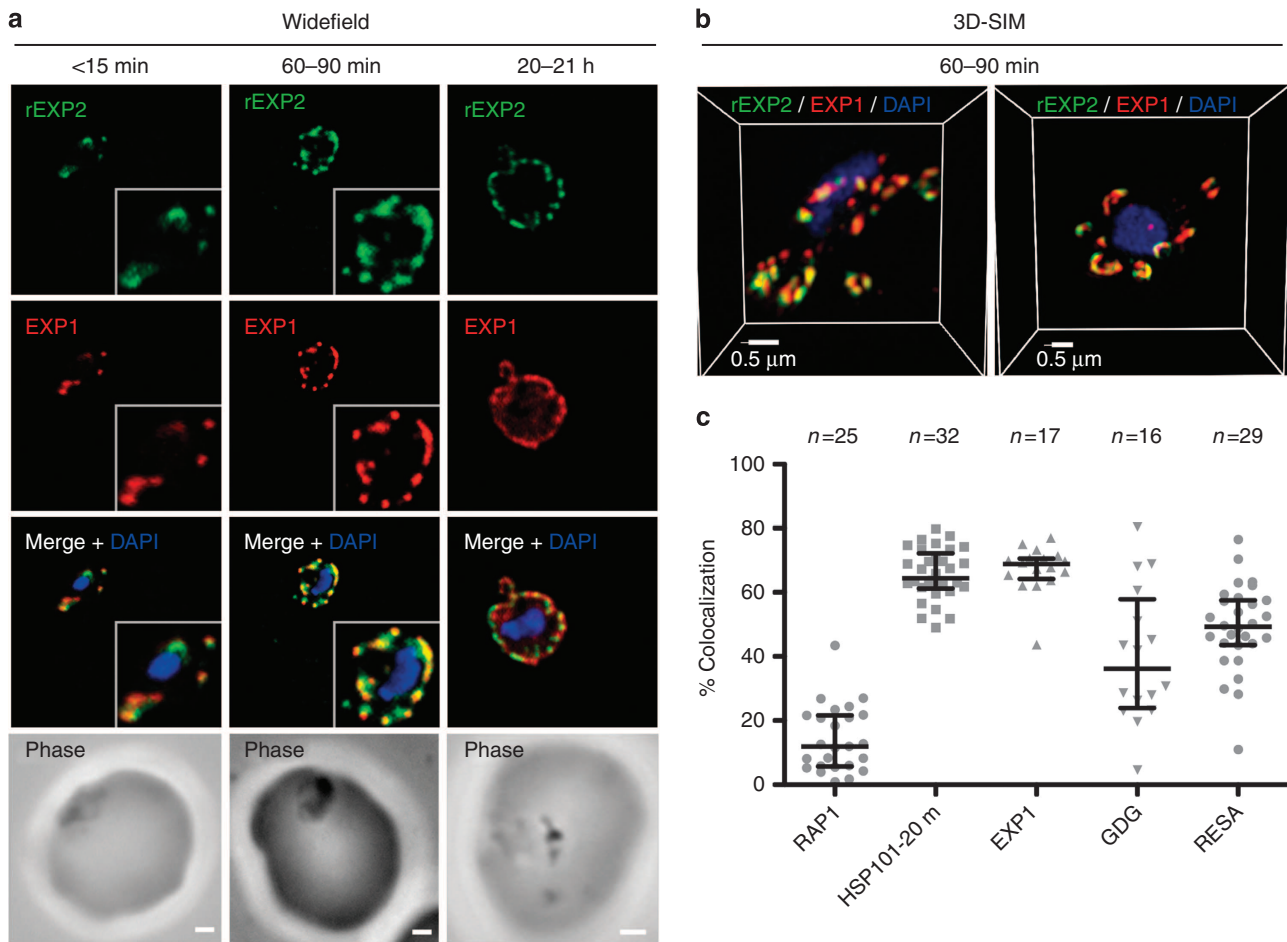 a
Widefield
<15 min
60–90 min
20–21 h
rEXP2
rEXP2
rEXP2
EXP1
EXP1
EXP1
Merge + DAPI
Merge + DAPI
Merge + DAPI
Phase
Phase
Phase
b
3D-SIM
60–90 min
rEXP2 / EXP1 / DAPI
rEXP2 / EXP1 / DAPI
0.5 µm
0.5 µm
c
n=25
n=32
n=17
n=16
n=29
% Colocalization
100
80
60
40
20
0
RAP1
HSP101-20 m
EXP1
GDG
RESA